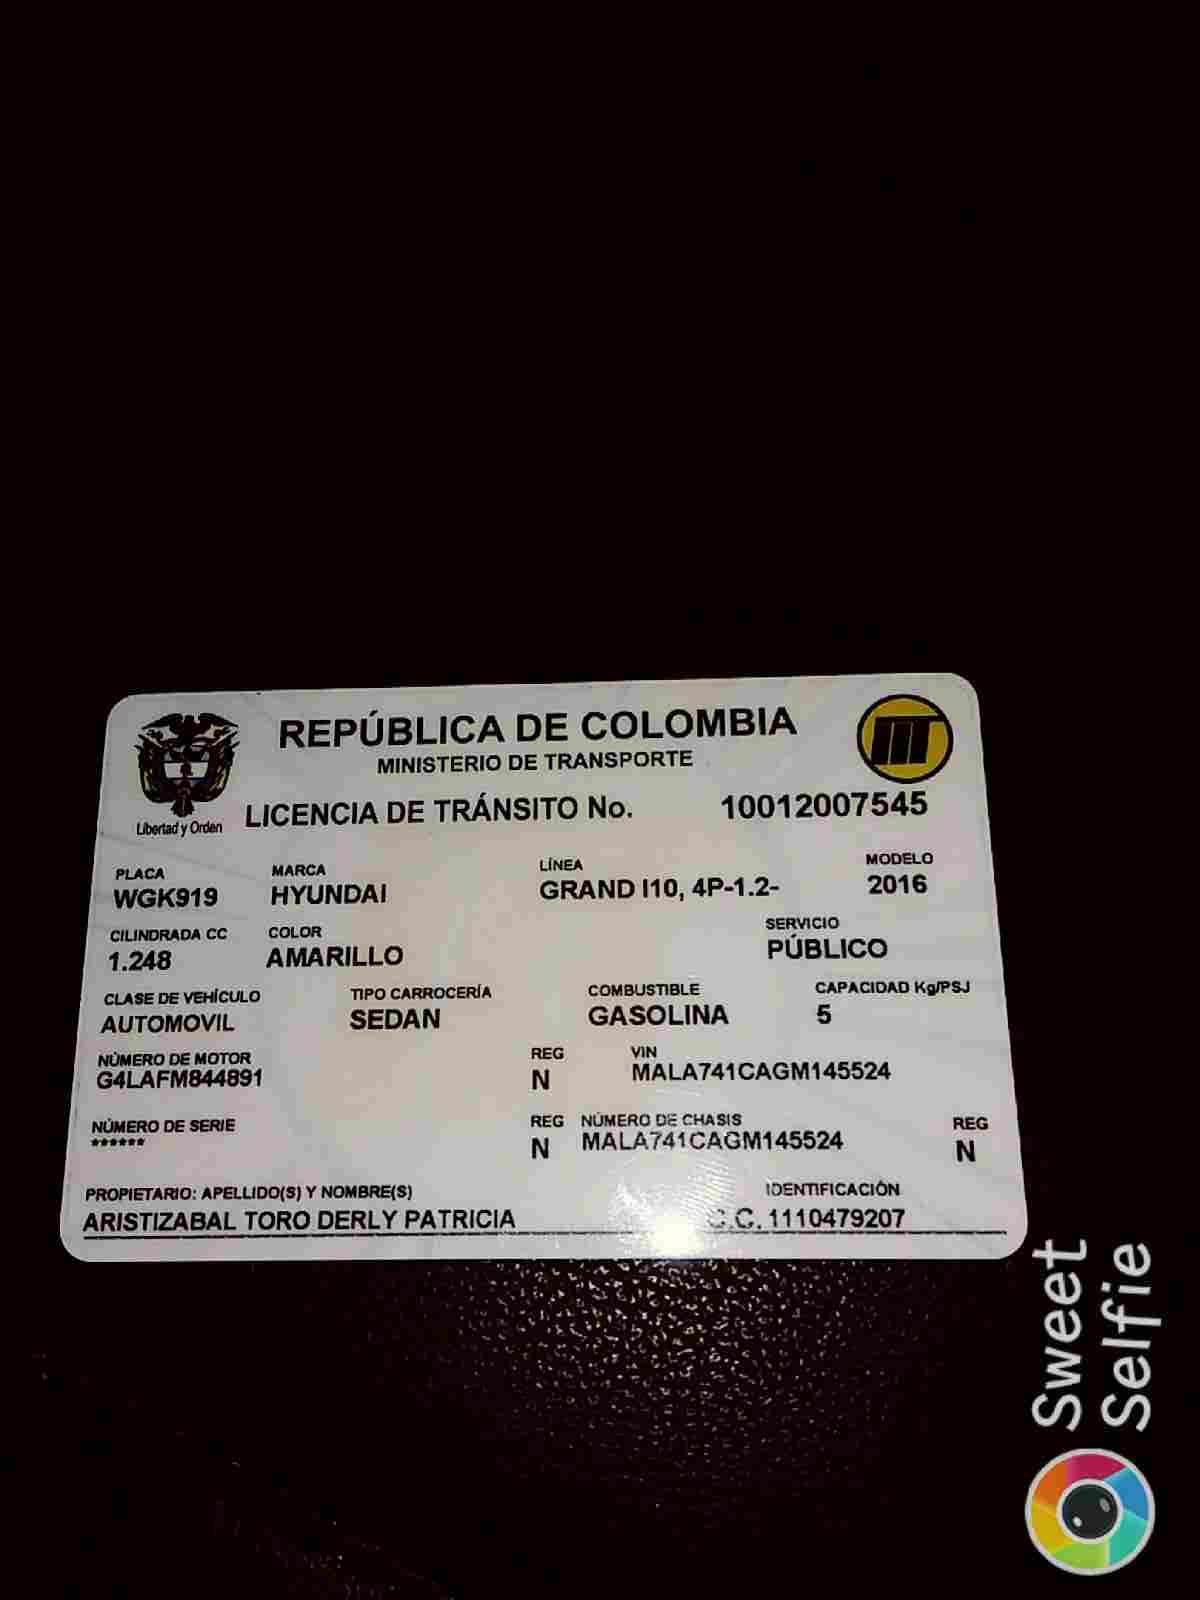 REPÚBLICA DE COLOMBIA
MINISTERIO DE TRANSPORTE
Libertad y Orden
LICENCIA DE TRÁNSITO No. 10012007545
PLACA MARCA LÍNEA MODELO
WGK919 HYUNDAI GRAND I10, 4P-1.2- 2016
CILINDRADA CC COLOR SERVICIO
1.248 AMARILLO PÚBLICO
CLASE DE VEHÍCULO TIPO CARROCERÍA COMBUSTIBLE CAPACIDAD Kg/PSJ
AUTOMOVIL SEDAN GASOLINA 5
NÚMERO DE MOTOR REG VIN
G4LAFM844891 N MALA741CAGM145524
NÚMERO DE SERIE REG NÚMERO DE CHASIS REG
****** N MALA741CAGM145524 N
PROPIETARIO: APELLIDO(S) Y NOMBRE(S) IDENTIFICACIÓN
ARISTIZABAL TORO DERLY PATRICIA C.C. 1110479207
Sweet
Selfie